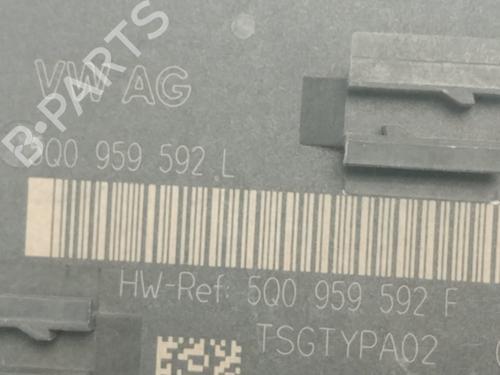 VW AG
5Q0 959 592 L
HW-Ref: 5Q0 959 592 F
TSGTYPA02
B-PARTS